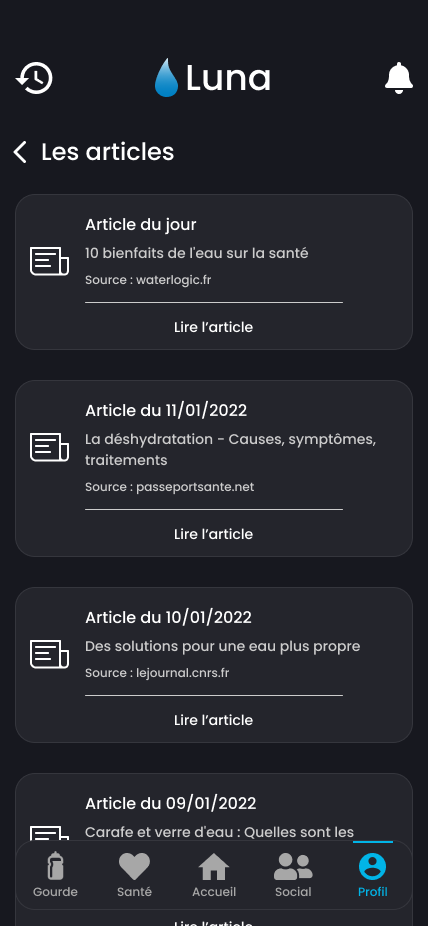 Luna
Les articles
Article du jour
10 bienfaits de l'eau sur la santé
Source : waterlogic.fr
Lire l’article
Article du 11/01/2022
La déshydratation - Causes, symptômes,
traitements
Source : passeportsante.net
Lire l’article
Article du 10/01/2022
Des solutions pour une eau plus propre
Source : lejournal.cnrs.fr
Lire l’article
Article du 09/01/2022
Carafe et verre d'eau : Quelles sont les
Gourde
Santé
Accueil
Social
Profil
Lire l’article